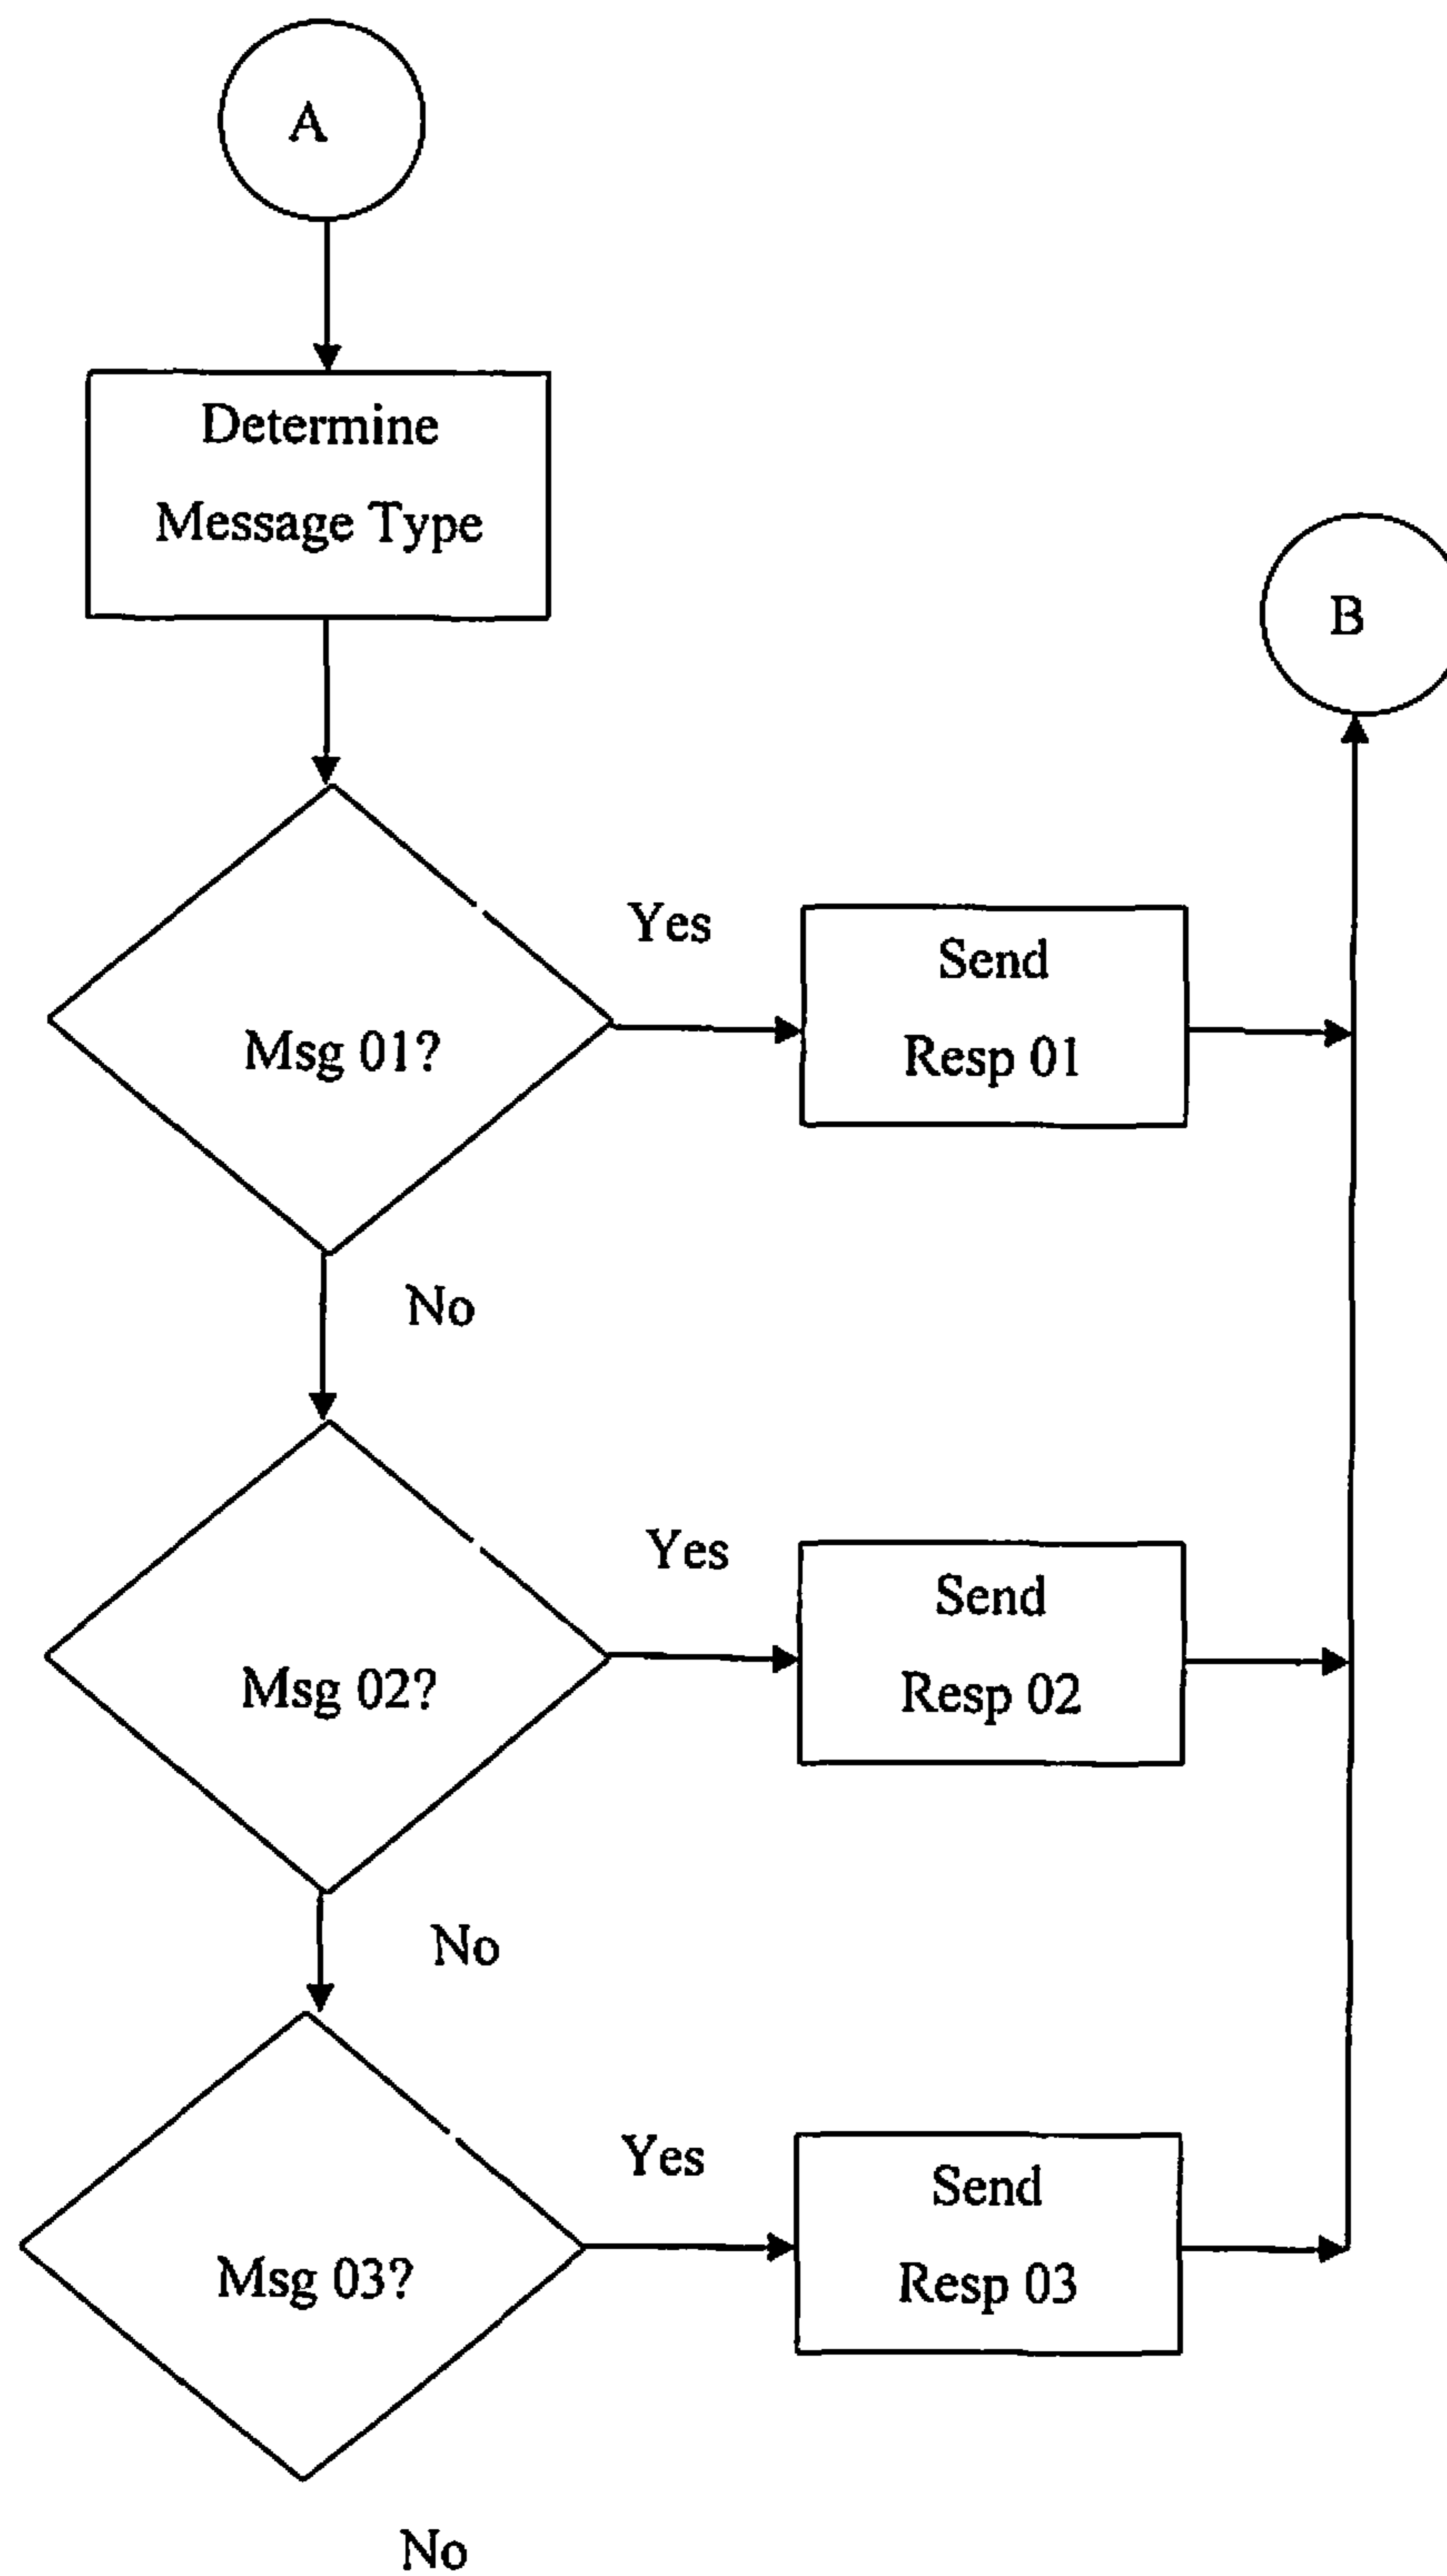 A
Determine
Message Type
B
Yes
Send
Resp 01
Msg 01?
No
Yes
Send
Resp 02
Msg 02?
No
Yes
Send
Resp 03
Msg 03?
No